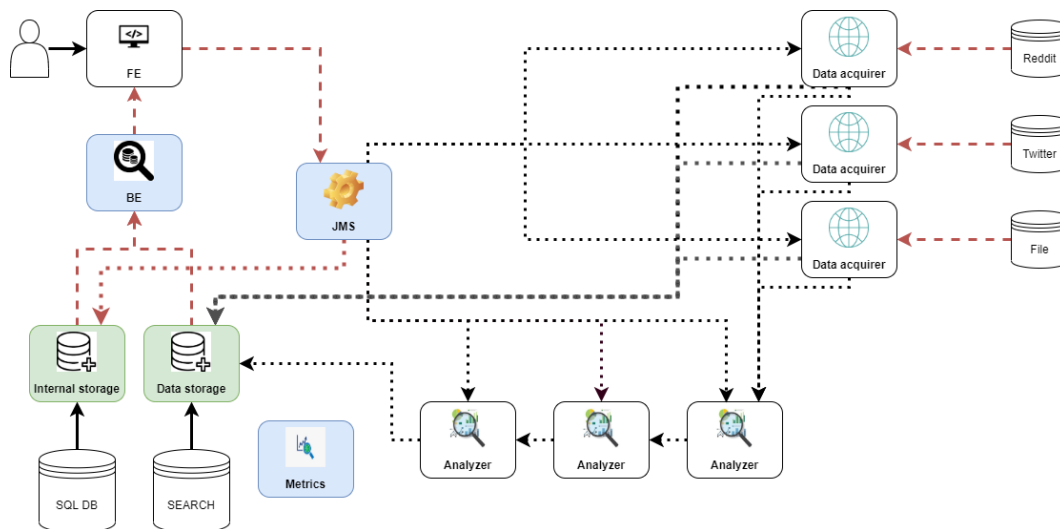 FE
Data acquirer
Reddit
BE
Data acquirer
Twitter
JMS
Data acquirer
File
Internal storage
Data storage
Analyzer
Analyzer
Analyzer
Metrics
SQL DB
SEARCH